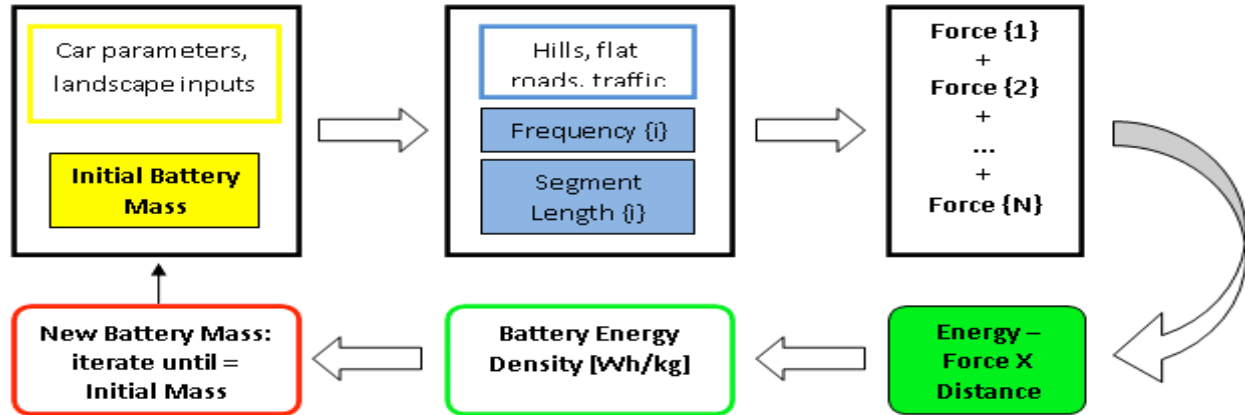 Car parameters,
landscape inputs
Initial Battery
Mass
Hills, flat
roads, traffic
Frequency {i}
Segment
Length {i}
Force {1}
+
Force {2}
+
...
+
Force {N}
Energy –
Force X
Distance
Battery Energy
Density [Wh/kg]
New Battery Mass:
iterate until =
Initial Mass